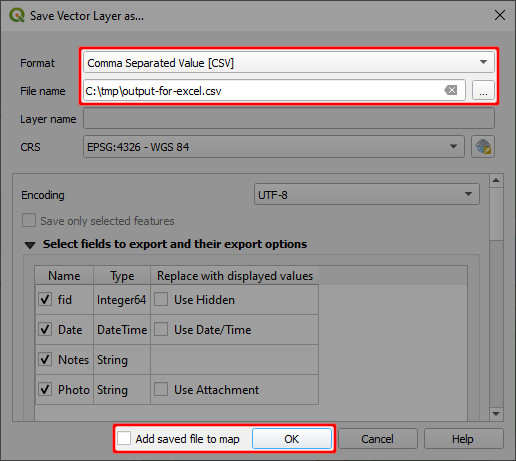 Save Vector Layer as...
Format Comma Separated Value [CSV]
File name C:\tmp\output-for-excel.csv ...
Layer name
CRS EPSG:4326 - WGS 84
Encoding UTF-8
Save only selected features
Select fields to export and their export options
Name Type Replace with displayed values
fid Integer64 Use Hidden
Date DateTime Use Date/Time
Notes String
Photo String Use Attachment
Add saved file to map OK Cancel Help